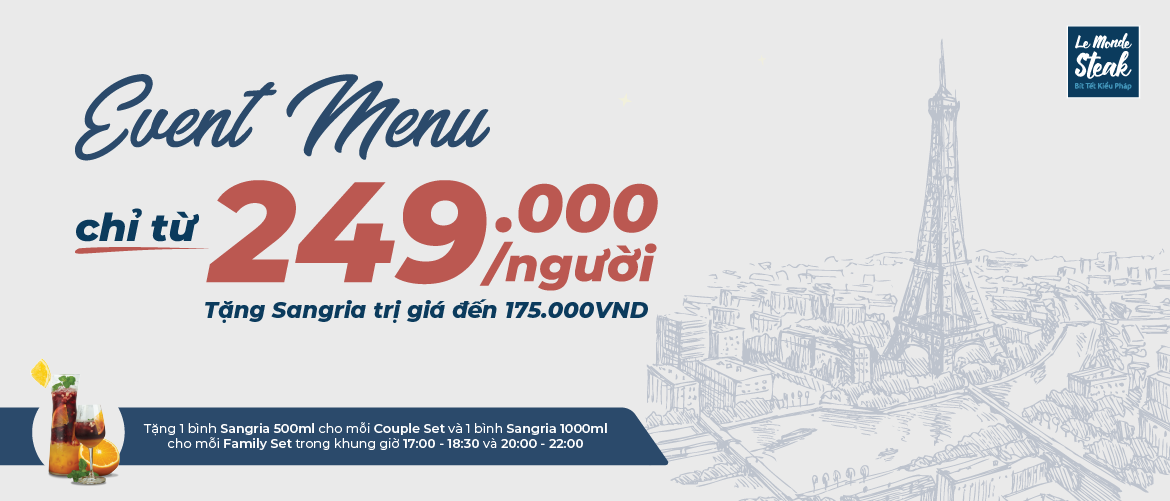 Le Monde
Steak
Bít Tết Kiểu Pháp
Event Menu
chỉ từ 249.000
/người
Tặng Sangria trị giá đến 175.000VND
Tặng 1 bình Sangria 500ml cho mỗi Couple Set và 1 bình Sangria 1000ml
cho mỗi Family Set trong khung giờ 17:00 - 18:30 và 20:00 - 22:00